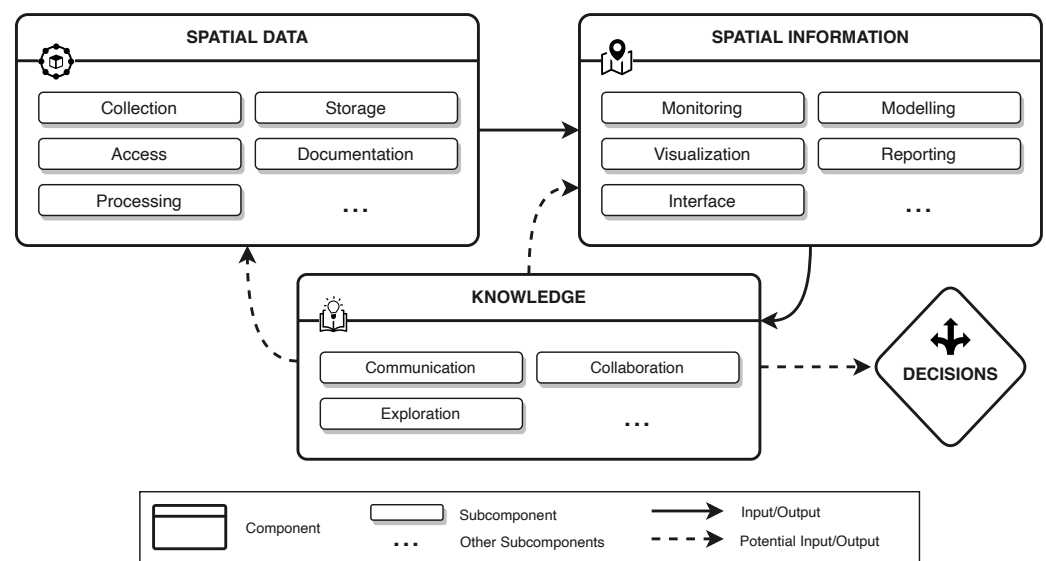 SPATIAL DATA
Collection
Storage
Access
Documentation
Processing
...
SPATIAL INFORMATION
Monitoring
Modelling
Visualization
Reporting
Interface
...
KNOWLEDGE
Communication
Collaboration
Exploration
...
DECISIONS
Component
Subcomponent
... Other Subcomponents
Input/Output
Potential Input/Output